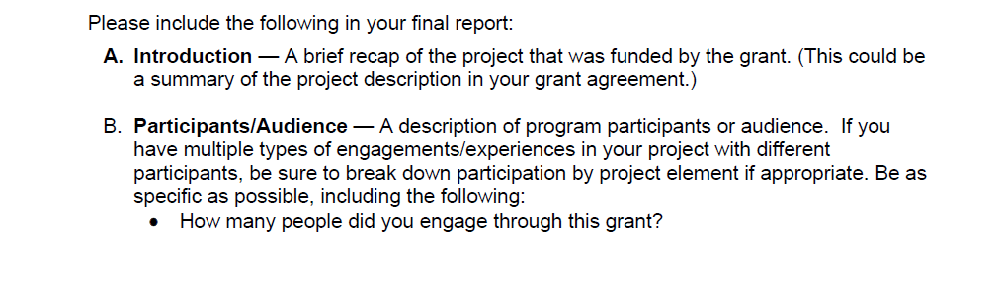 Please include the following in your final report:
A. Introduction — A brief recap of the project that was funded by the grant. (This could be
a summary of the project description in your grant agreement.)
B. Participants/Audience — A description of program participants or audience.  If you
have multiple types of engagements/experiences in your project with different
participants, be sure to break down participation by project element if appropriate. Be as
specific as possible, including the following:
• How many people did you engage through this grant?